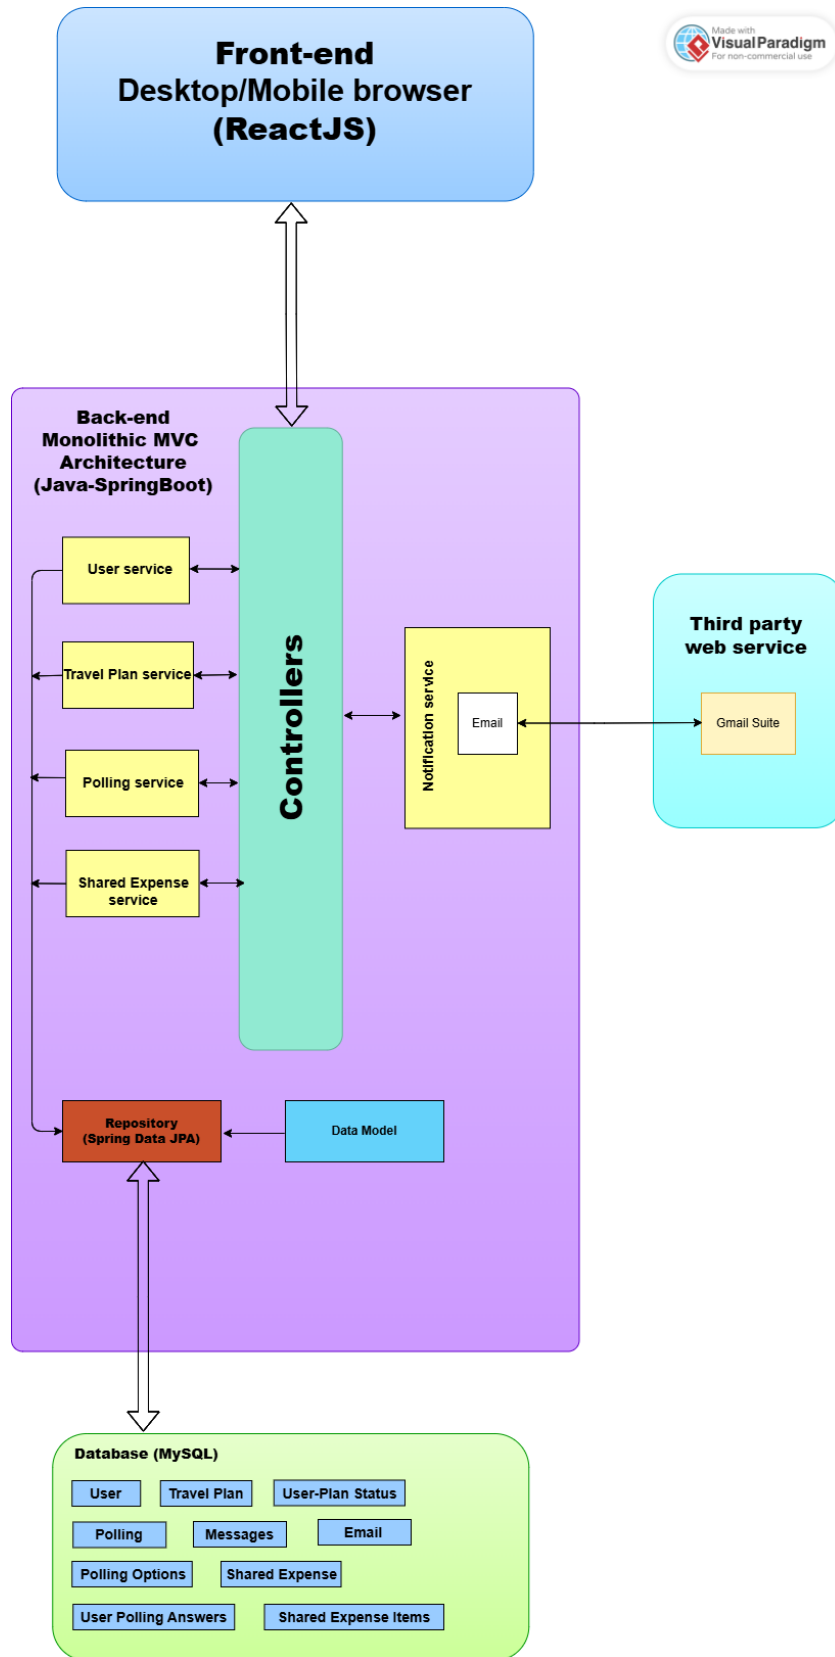 Front-end
Desktop/Mobile browser
(ReactJS)
Made with
VisualParadigm
For non-commercial use
Back-end
Monolithic MVC
Architecture
(Java-SpringBoot)
User service
Travel Plan service
Polling service
Shared Expense
service
Controllers
Notification service
Email
Third party
web service
Gmail Suite
Repository
(Spring Data JPA)
Data Model
Database (MySQL)
User
Travel Plan
User-Plan Status
Polling
Messages
Email
Polling Options
Shared Expense
User Polling Answers
Shared Expense Items